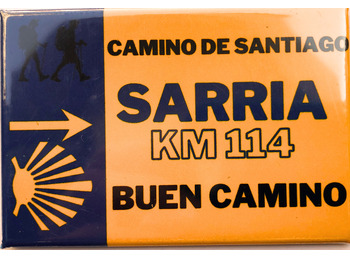 CAMINO DE SANTIAGO
SARRIA
KM 114
BUEN CAMINO